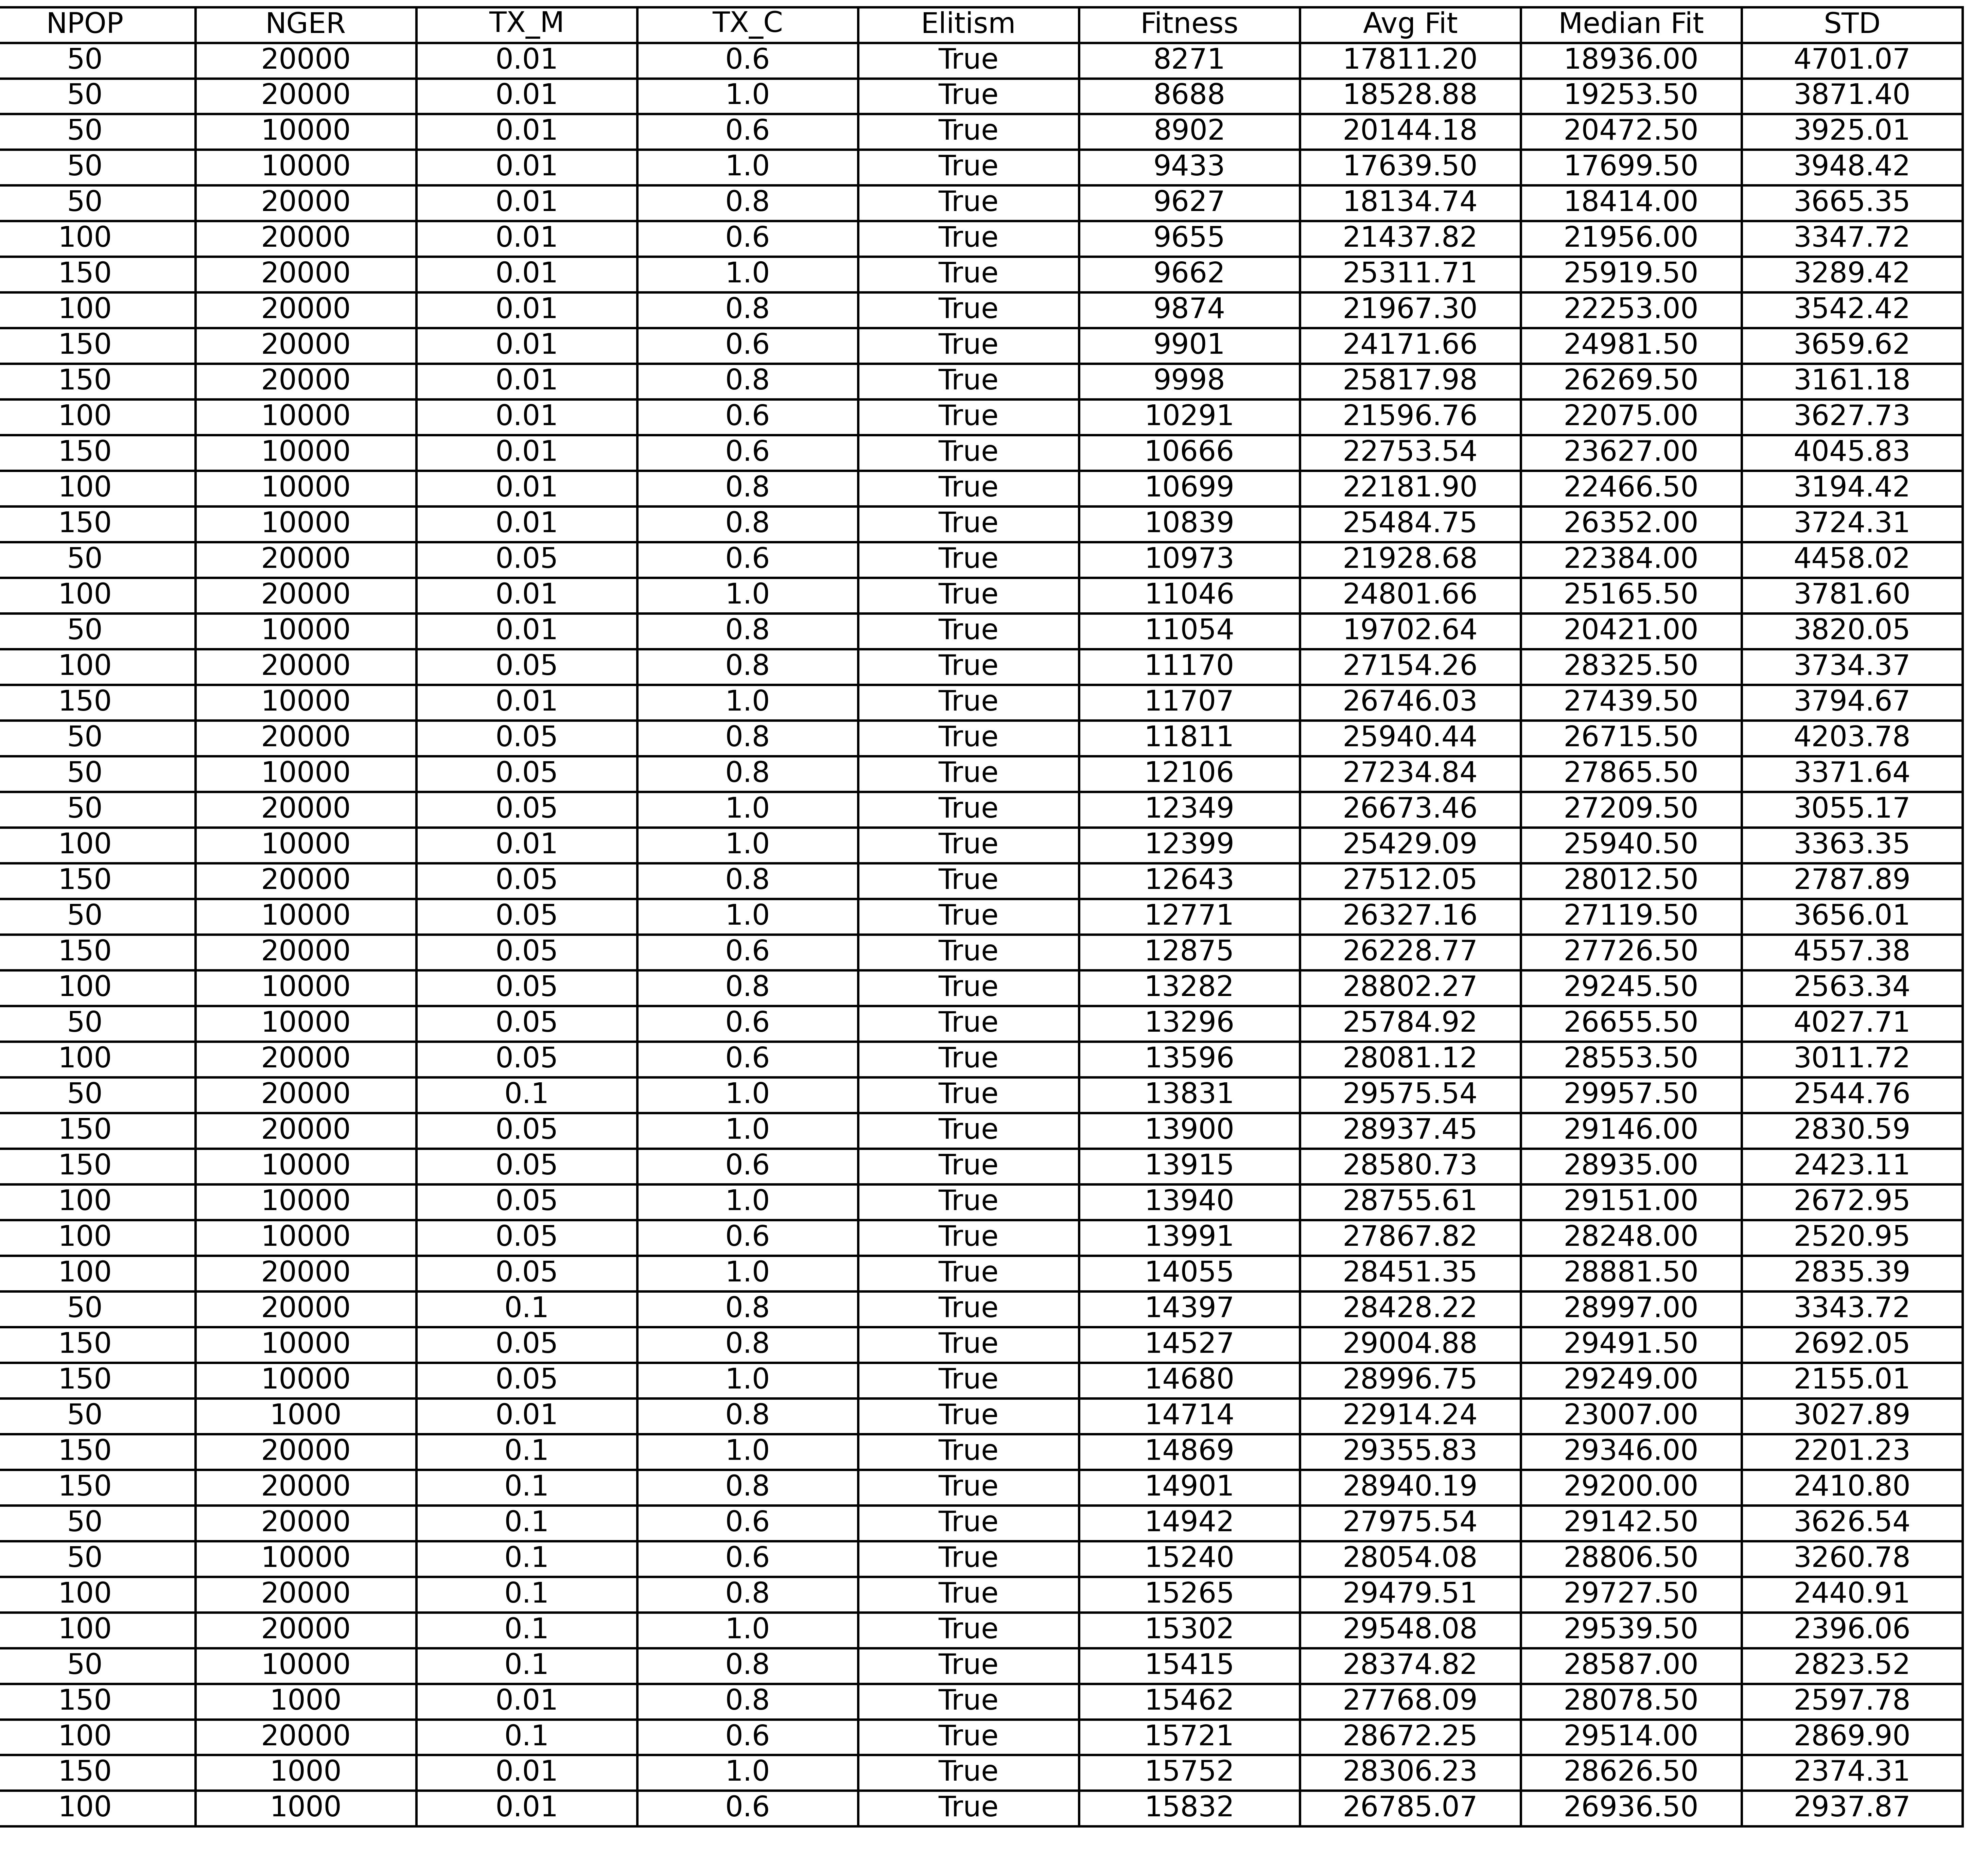 NPOP NGER TX_M TX_C Elitism Fitness Avg Fit Median Fit STD
50 20000 0.01 0.6 True 8271 17811.20 18936.00 4701.07
50 20000 0.01 1.0 True 8688 18528.88 19253.50 3871.40
50 10000 0.01 0.6 True 8902 20144.18 20472.50 3925.01
50 10000 0.01 1.0 True 9433 17639.50 17699.50 3948.42
50 20000 0.01 0.8 True 9627 18134.74 18414.00 3665.35
100 20000 0.01 0.6 True 9655 21437.82 21956.00 3347.72
150 20000 0.01 1.0 True 9662 25311.71 25919.50 3289.42
100 20000 0.01 0.8 True 9874 21967.30 22253.00 3542.42
150 20000 0.01 0.6 True 9901 24171.66 24981.50 3659.62
150 20000 0.01 0.8 True 9998 25817.98 26269.50 3161.18
100 10000 0.01 0.6 True 10291 21596.76 22075.00 3627.73
150 10000 0.01 0.6 True 10666 22753.54 23627.00 4045.83
100 10000 0.01 0.8 True 10699 22181.90 22466.50 3194.42
150 10000 0.01 0.8 True 10839 25484.75 26352.00 3724.31
50 20000 0.05 0.6 True 10973 21928.68 22384.00 4458.02
100 20000 0.01 1.0 True 11046 24801.66 25165.50 3781.60
50 10000 0.01 0.8 True 11054 19702.64 20421.00 3820.05
100 20000 0.05 0.8 True 11170 27154.26 28325.50 3734.37
150 10000 0.01 1.0 True 11707 26746.03 27439.50 3794.67
50 20000 0.05 0.8 True 11811 25940.44 26715.50 4203.78
50 10000 0.05 0.8 True 12106 27234.84 27865.50 3371.64
50 20000 0.05 1.0 True 12349 26673.46 27209.50 3055.17
100 10000 0.01 1.0 True 12399 25429.09 25940.50 3363.35
150 20000 0.05 0.8 True 12643 27512.05 28012.50 2787.89
50 10000 0.05 1.0 True 12771 26327.16 27119.50 3656.01
150 20000 0.05 0.6 True 12875 26228.77 27726.50 4557.38
100 10000 0.05 0.8 True 13282 28802.27 29245.50 2563.34
50 10000 0.05 0.6 True 13296 25784.92 26655.50 4027.71
100 20000 0.05 0.6 True 13596 28081.12 28553.50 3011.72
50 20000 0.1 1.0 True 13831 29575.54 29957.50 2544.76
150 20000 0.05 1.0 True 13900 28937.45 29146.00 2830.59
150 10000 0.05 0.6 True 13915 28580.73 28935.00 2423.11
100 10000 0.05 1.0 True 13940 28755.61 29151.00 2672.95
100 10000 0.05 0.6 True 13991 27867.82 28248.00 2520.95
100 20000 0.05 1.0 True 14055 28451.35 28881.50 2835.39
50 20000 0.1 0.8 True 14397 28428.22 28997.00 3343.72
150 10000 0.05 0.8 True 14527 29004.88 29491.50 2692.05
150 10000 0.05 1.0 True 14680 28996.75 29249.00 2155.01
50 1000 0.01 0.8 True 14714 22914.24 23007.00 3027.89
150 20000 0.1 1.0 True 14869 29355.83 29346.00 2201.23
150 20000 0.1 0.8 True 14901 28940.19 29200.00 2410.80
50 20000 0.1 0.6 True 14942 27975.54 29142.50 3626.54
50 10000 0.1 0.6 True 15240 28054.08 28806.50 3260.78
100 20000 0.1 0.8 True 15265 29479.51 29727.50 2440.91
100 20000 0.1 1.0 True 15302 29548.08 29539.50 2396.06
50 10000 0.1 0.8 True 15415 28374.82 28587.00 2823.52
150 1000 0.01 0.8 True 15462 27768.09 28078.50 2597.78
100 20000 0.1 0.6 True 15721 28672.25 29514.00 2869.90
150 1000 0.01 1.0 True 15752 28306.23 28626.50 2374.31
100 1000 0.01 0.6 True 15832 26785.07 26936.50 2937.87